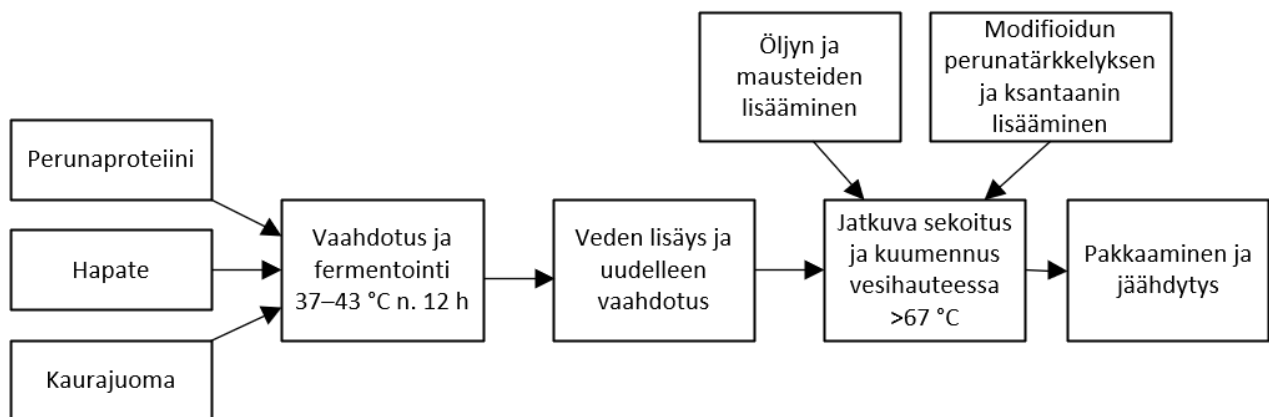 Öljyn ja
mausteiden
lisääminen
Modifioidun
perunatärkkelyksen
ja ksantaanin
lisääminen
Perunaproteiini
Hapate
Kaurajuoma
Vaahdotus ja
fermentointi
37–43 °C n. 12 h
Veden lisäys ja
uudelleen
vaahdotus
Jatkuva sekoitus
ja kuumennus
vesihauteessa
>67 °C
Pakkaaminen ja
jäähdytys